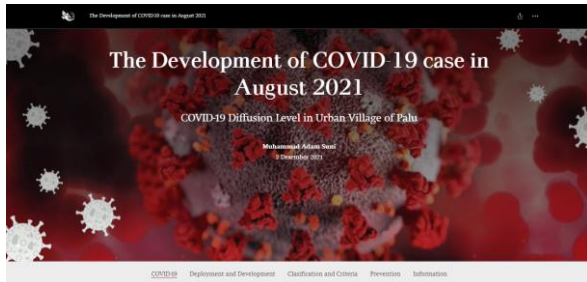 The Development of COVID-19 case in August 2021
The Development of COVID-19 case in
August 2021
COVID-19 Diffusion Level in Urban Village of Palu
Muhammad Adam Suni
2 Desember 2021
COVID-19 Deployment and Development Clasification and Criteria Prevention Information